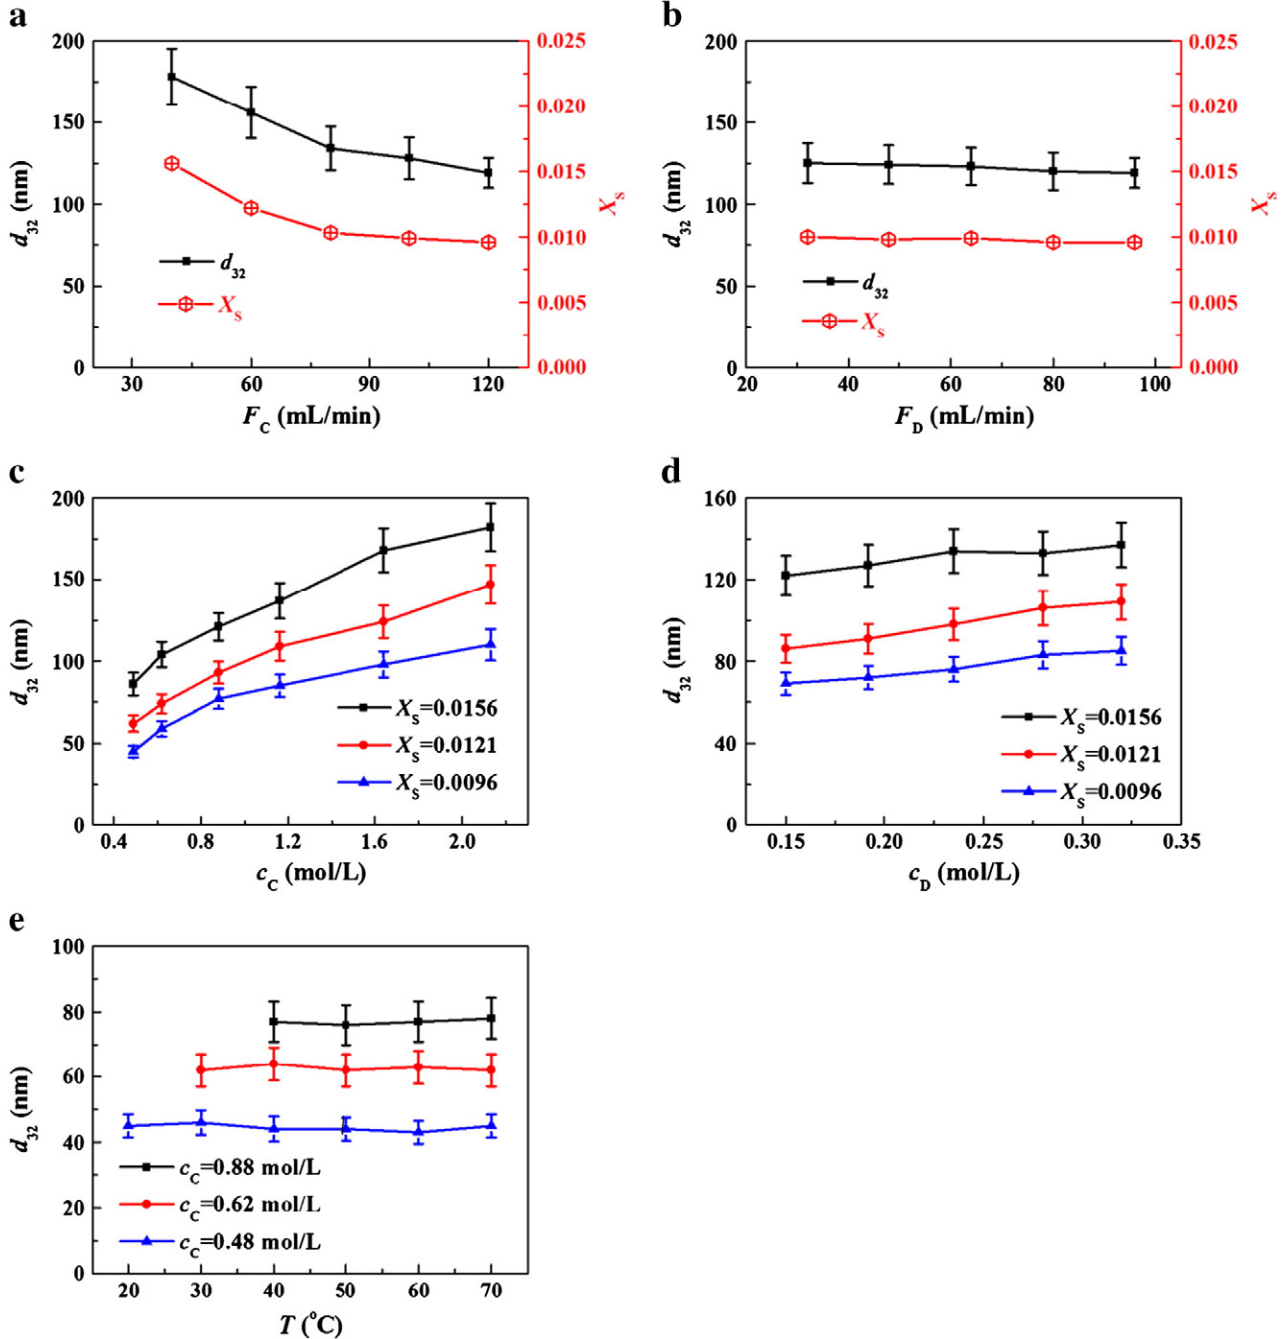 a
200
150
100
50
0
d32 (nm)
0.025
0.020
0.015
0.010
0.005
0.000
XS
d32
XS
30 60 90 120
FC (mL/min)
b
200
150
100
50
0
d32 (nm)
0.025
0.020
0.015
0.010
0.005
0.000
XS
d32
XS
20 40 60 80 100
FD (mL/min)
c
200
150
100
50
0
d32 (nm)
XS=0.0156
XS=0.0121
XS=0.0096
0.4 0.8 1.2 1.6 2.0
cC (mol/L)
d
160
120
80
40
0
d32 (nm)
XS=0.0156
XS=0.0121
XS=0.0096
0.15 0.20 0.25 0.30 0.35
cD (mol/L)
e
100
80
60
40
20
0
d32 (nm)
cC=0.88 mol/L
cC=0.62 mol/L
cC=0.48 mol/L
20 30 40 50 60 70
T (°C)